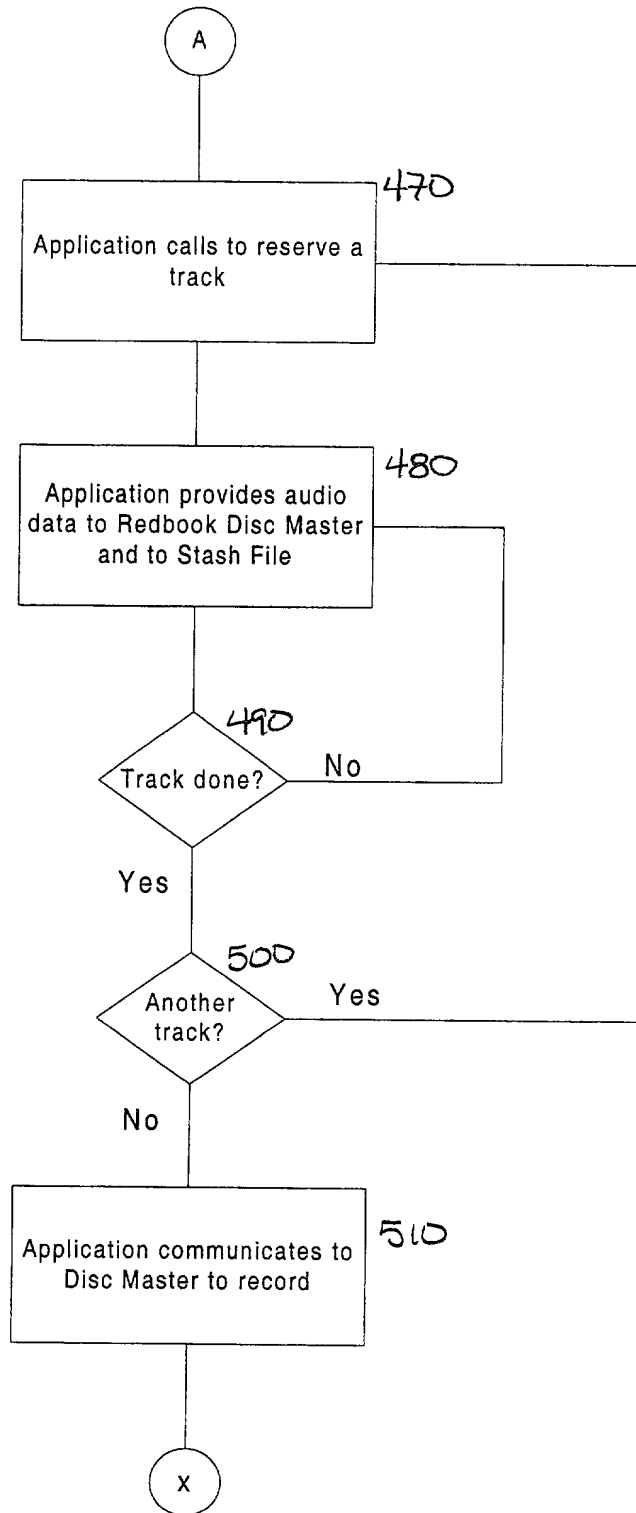 A
470
Application calls to reserve a
track
480
Application provides audio
data to Redbook Disc Master
and to Stash File
490
Track done?
No
Yes
500
Another
track?
Yes
No
510
Application communicates to
Disc Master to record
X